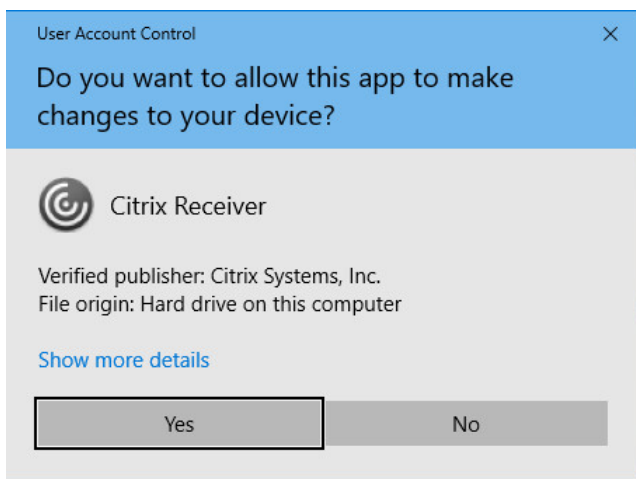 User Account Control
Do you want to allow this app to make
changes to your device?
Citrix Receiver
Verified publisher: Citrix Systems, Inc.
File origin: Hard drive on this computer
Show more details
Yes
No